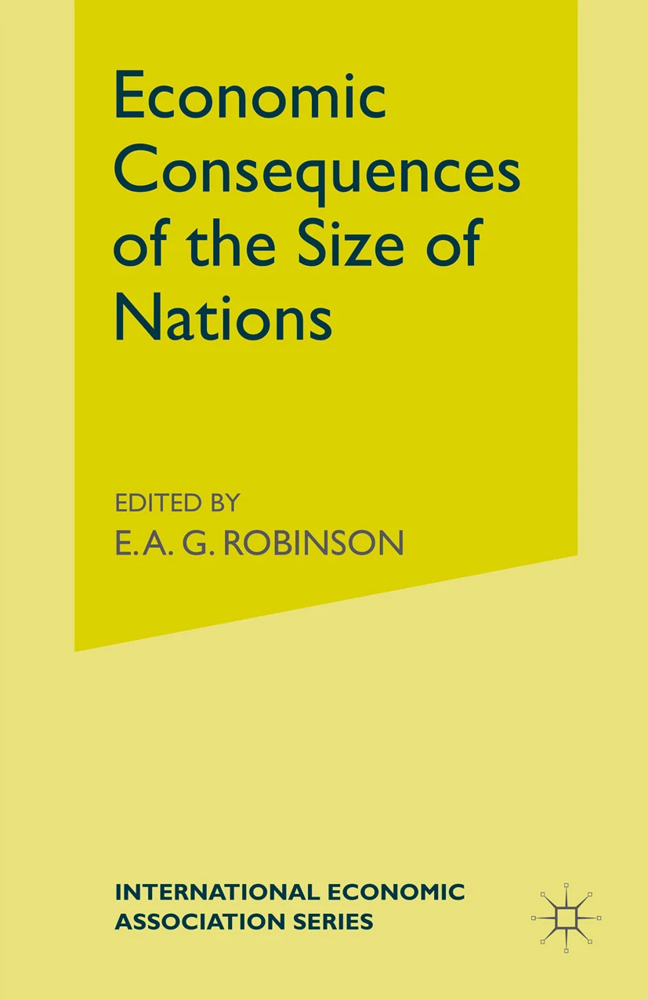 Economic
Consequences
of the Size of
Nations
EDITED BY
E. A. G. ROBINSON
INTERNATIONAL ECONOMIC
ASSOCIATION SERIES